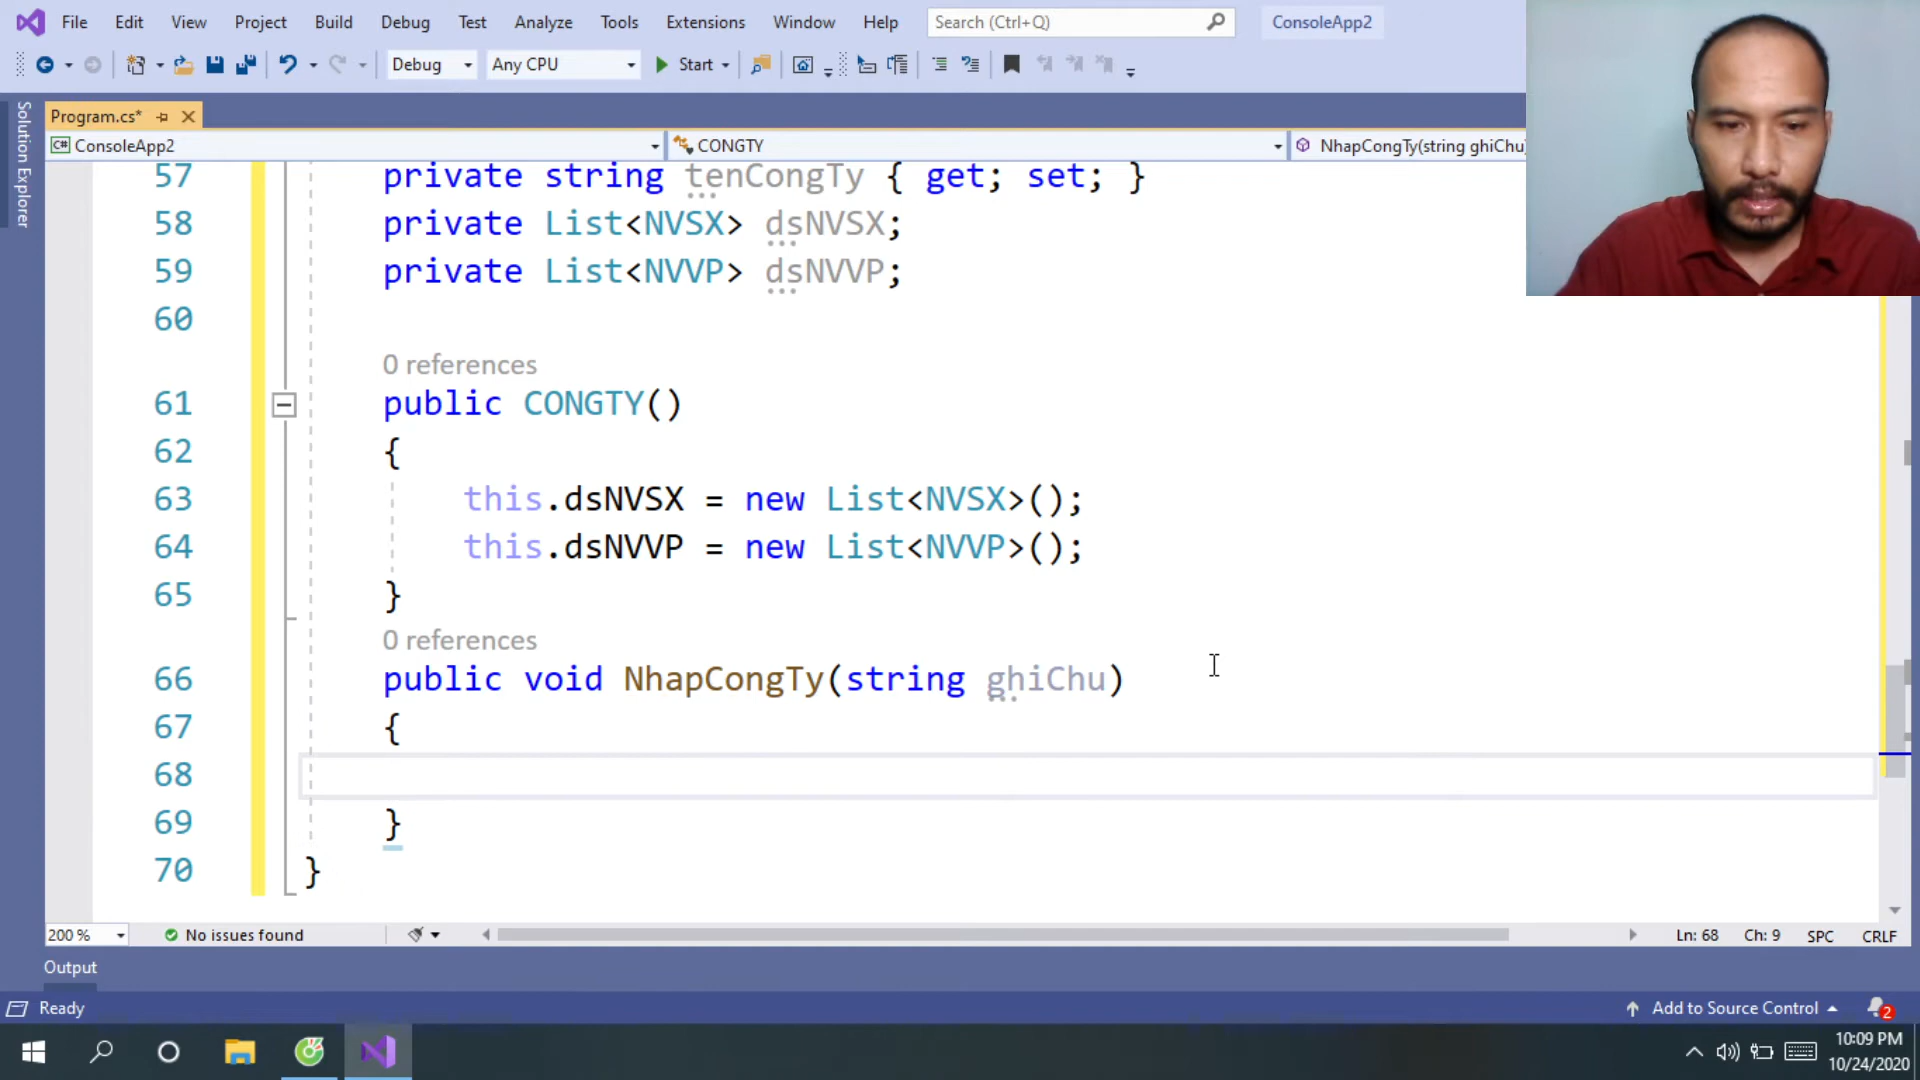 File Edit View Project Build Debug Test Analyze Tools Extensions Window Help Search (Ctrl+Q) ConsoleApp2
Debug Any CPU Start
Solution Explorer
Program.cs*
C# ConsoleApp2 CONGTY NhapCongTy(string ghiChu)
57 private string tenCongTy { get; set; }
58 private List<NVSX> dsNVSX;
59 private List<NVVP> dsNVVP;
60
0 references
61 public CONGTY()
62 {
63 this.dsNVSX = new List<NVSX>();
64 this.dsNVVP = new List<NVVP>();
65 }
0 references
66 public void NhapCongTy(string ghiChu)
67 {
68
69 }
70 }
200 % No issues found Ln: 68 Ch: 9 SPC CRLF
Output
Ready Add to Source Control 2
10:09 PM
10/24/2020